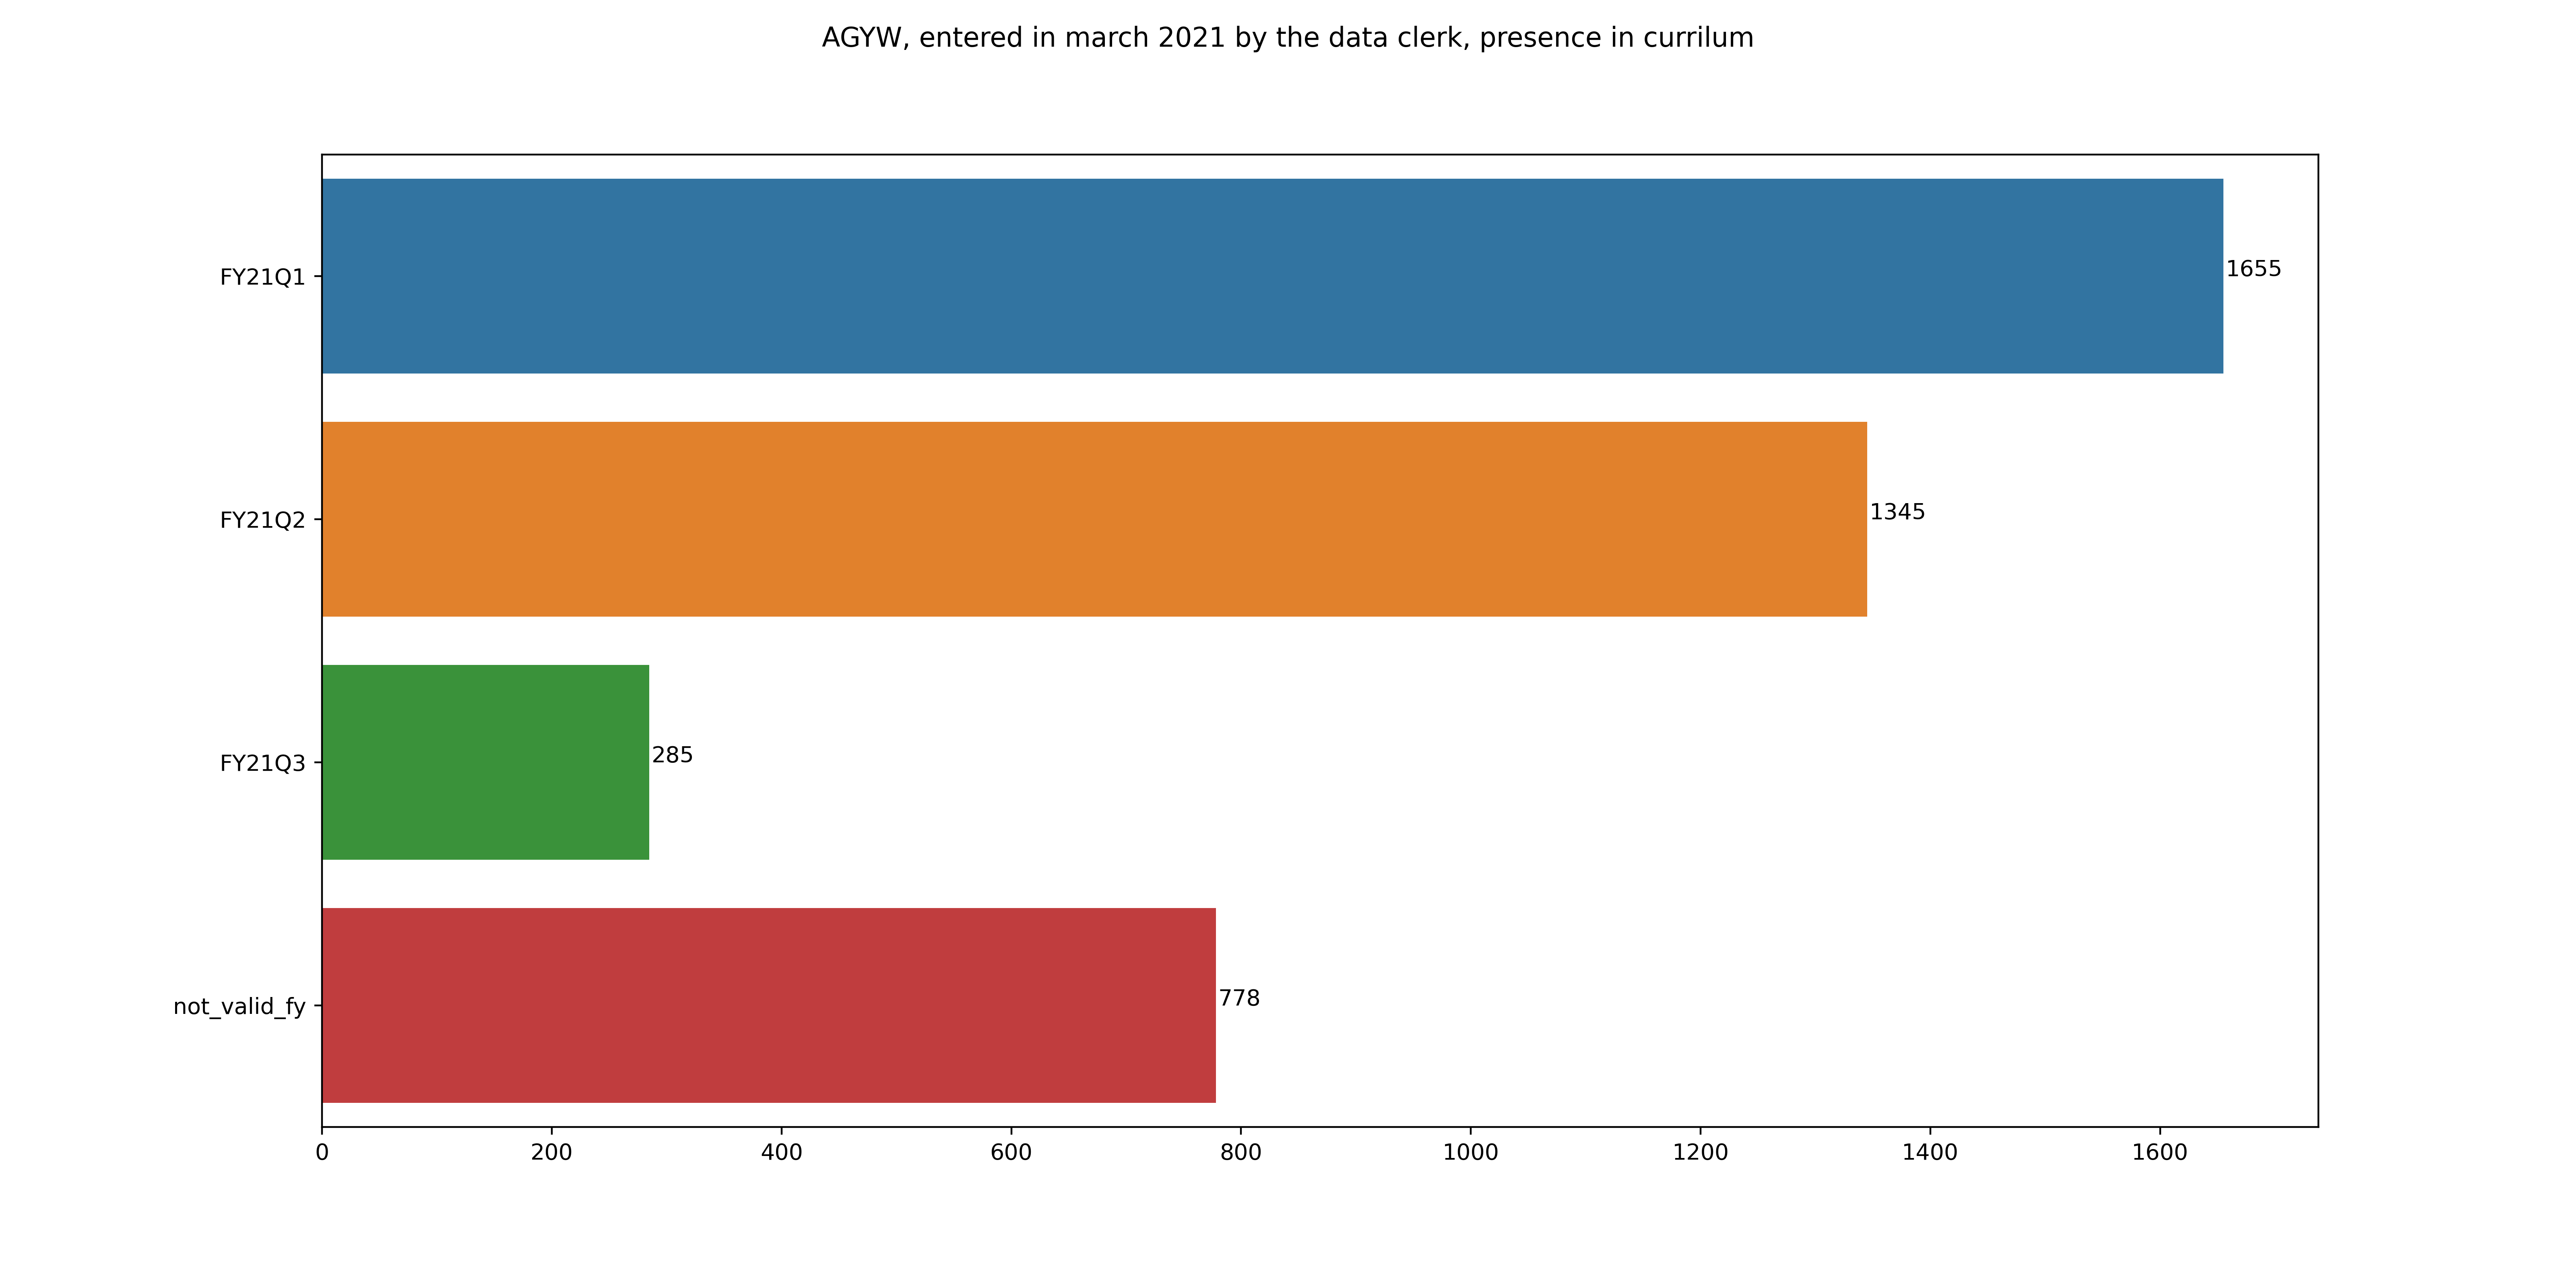 AGYW, entered in march 2021 by the data clerk, presence in currilum
FY21Q1
1655
FY21Q2
1345
FY21Q3
285
not_valid_fy
778
0 200 400 600 800 1000 1200 1400 1600